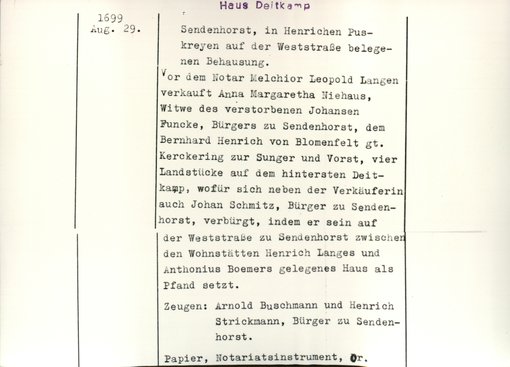 Haus Deitkamp
1699
Aug. 29.
Sendenhorst, in Henrichen Pus-
kreyen auf der Weststraße belege-
nen Behausung.
Vor dem Notar Melchior Leopold Langen
verkauft Anna Margaretha Niehaus,
Witwe des verstorbenen Johansen
Funcke, Bürgers zu Sendenhorst, dem
Bernhard Henrich von Blomenfelt gt.
Kerckering zur Sunger und Vorst, vier
Landstücke auf dem hintersten Deit-
kamp, wofür sich neben der Verkäuferin
auch Johan Schmitz, Bürger zu Senden-
horst, verbürgt, indem er sein auf
der Weststraße zu Sendenhorst zwischen
den Wohnstätten Henrich Langes und
Anthonius Boemers gelegenes Haus als
Pfand setzt.
Zeugen: Arnold Buschmann und Henrich
Strickmann, Bürger zu Senden-
horst.
Papier, Notariatsinstrument, Or.